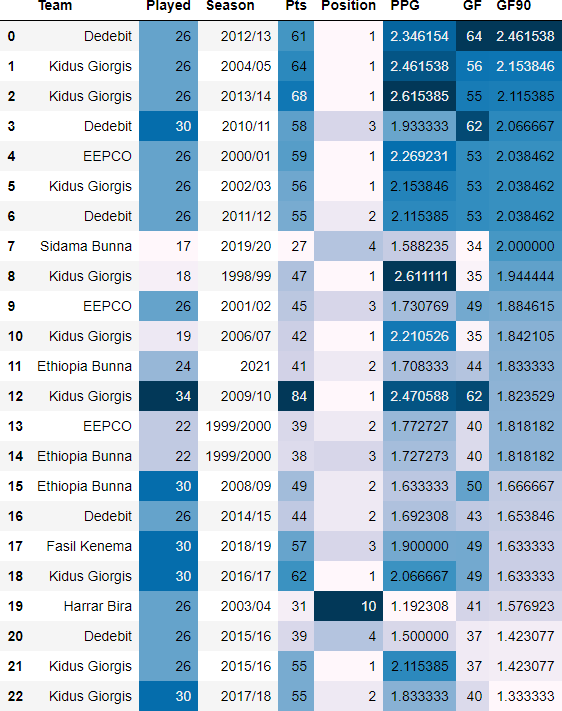 Team Played Season Pts Position PPG GF GF90
0 Dedebit 26 2012/13 61 1 2.346154 64 2.461538
1 Kidus Giorgis 26 2004/05 64 1 2.461538 56 2.153846
2 Kidus Giorgis 26 2013/14 68 1 2.615385 55 2.115385
3 Dedebit 30 2010/11 58 3 1.933333 62 2.066667
4 EEPCO 26 2000/01 59 1 2.269231 53 2.038462
5 Kidus Giorgis 26 2002/03 56 1 2.153846 53 2.038462
6 Dedebit 26 2011/12 55 2 2.115385 53 2.038462
7 Sidama Bunna 17 2019/20 27 4 1.588235 34 2.000000
8 Kidus Giorgis 18 1998/99 47 1 2.611111 35 1.944444
9 EEPCO 26 2001/02 45 3 1.730769 49 1.884615
10 Kidus Giorgis 19 2006/07 42 1 2.210526 35 1.842105
11 Ethiopia Bunna 24 2021 41 2 1.708333 44 1.833333
12 Kidus Giorgis 34 2009/10 84 1 2.470588 62 1.823529
13 EEPCO 22 1999/2000 39 2 1.772727 40 1.818182
14 Ethiopia Bunna 22 1999/2000 38 3 1.727273 40 1.818182
15 Ethiopia Bunna 30 2008/09 49 2 1.633333 50 1.666667
16 Dedebit 26 2014/15 44 2 1.692308 43 1.653846
17 Fasil Kenema 30 2018/19 57 3 1.900000 49 1.633333
18 Kidus Giorgis 30 2016/17 62 1 2.066667 49 1.633333
19 Harrar Bira 26 2003/04 31 10 1.192308 41 1.576923
20 Dedebit 26 2015/16 39 4 1.500000 37 1.423077
21 Kidus Giorgis 26 2015/16 55 1 2.115385 37 1.423077
22 Kidus Giorgis 30 2017/18 55 2 1.833333 40 1.333333